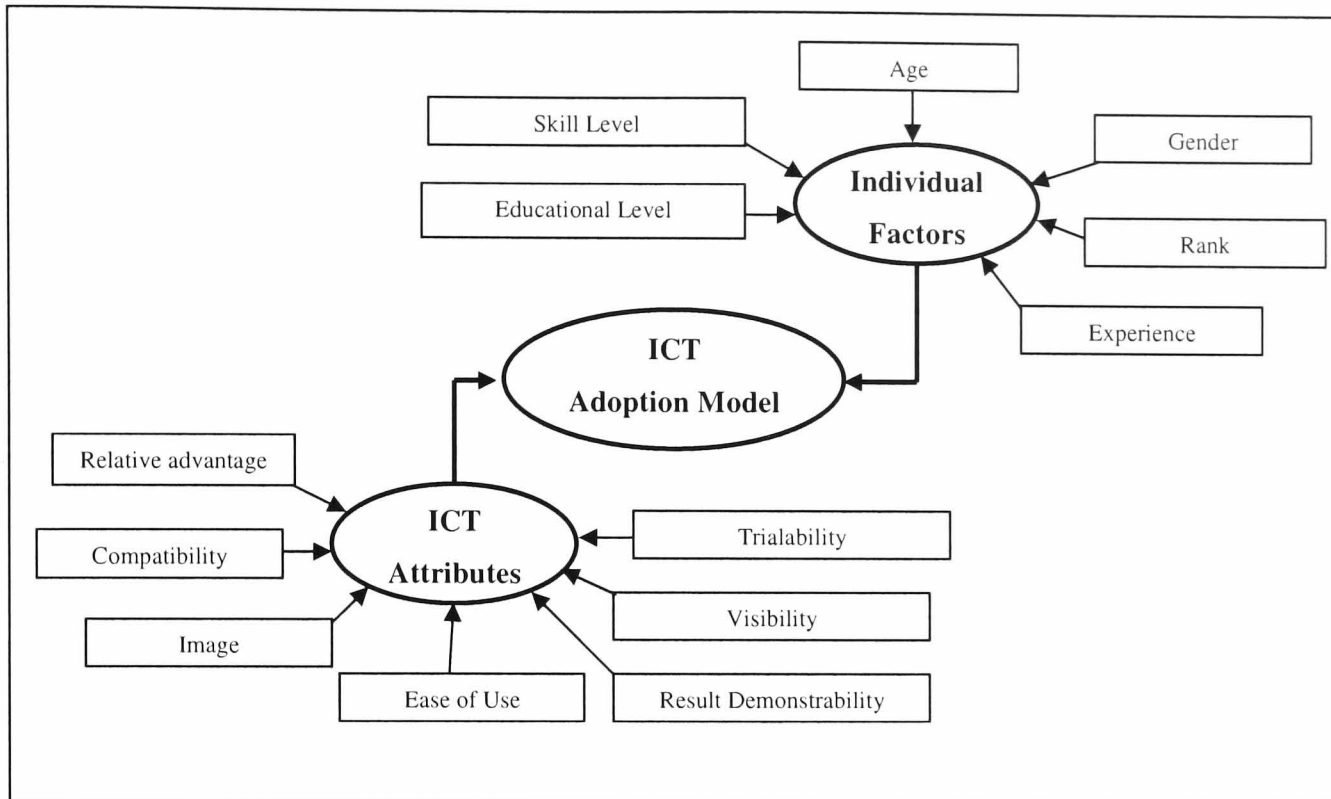 Age
Skill Level
Gender
Individual
Factors
Educational Level
Rank
Experience
ICT
Adoption Model
Relative advantage
ICT
Attributes
Trialability
Compatibility
Visibility
Image
Ease of Use
Result Demonstrability